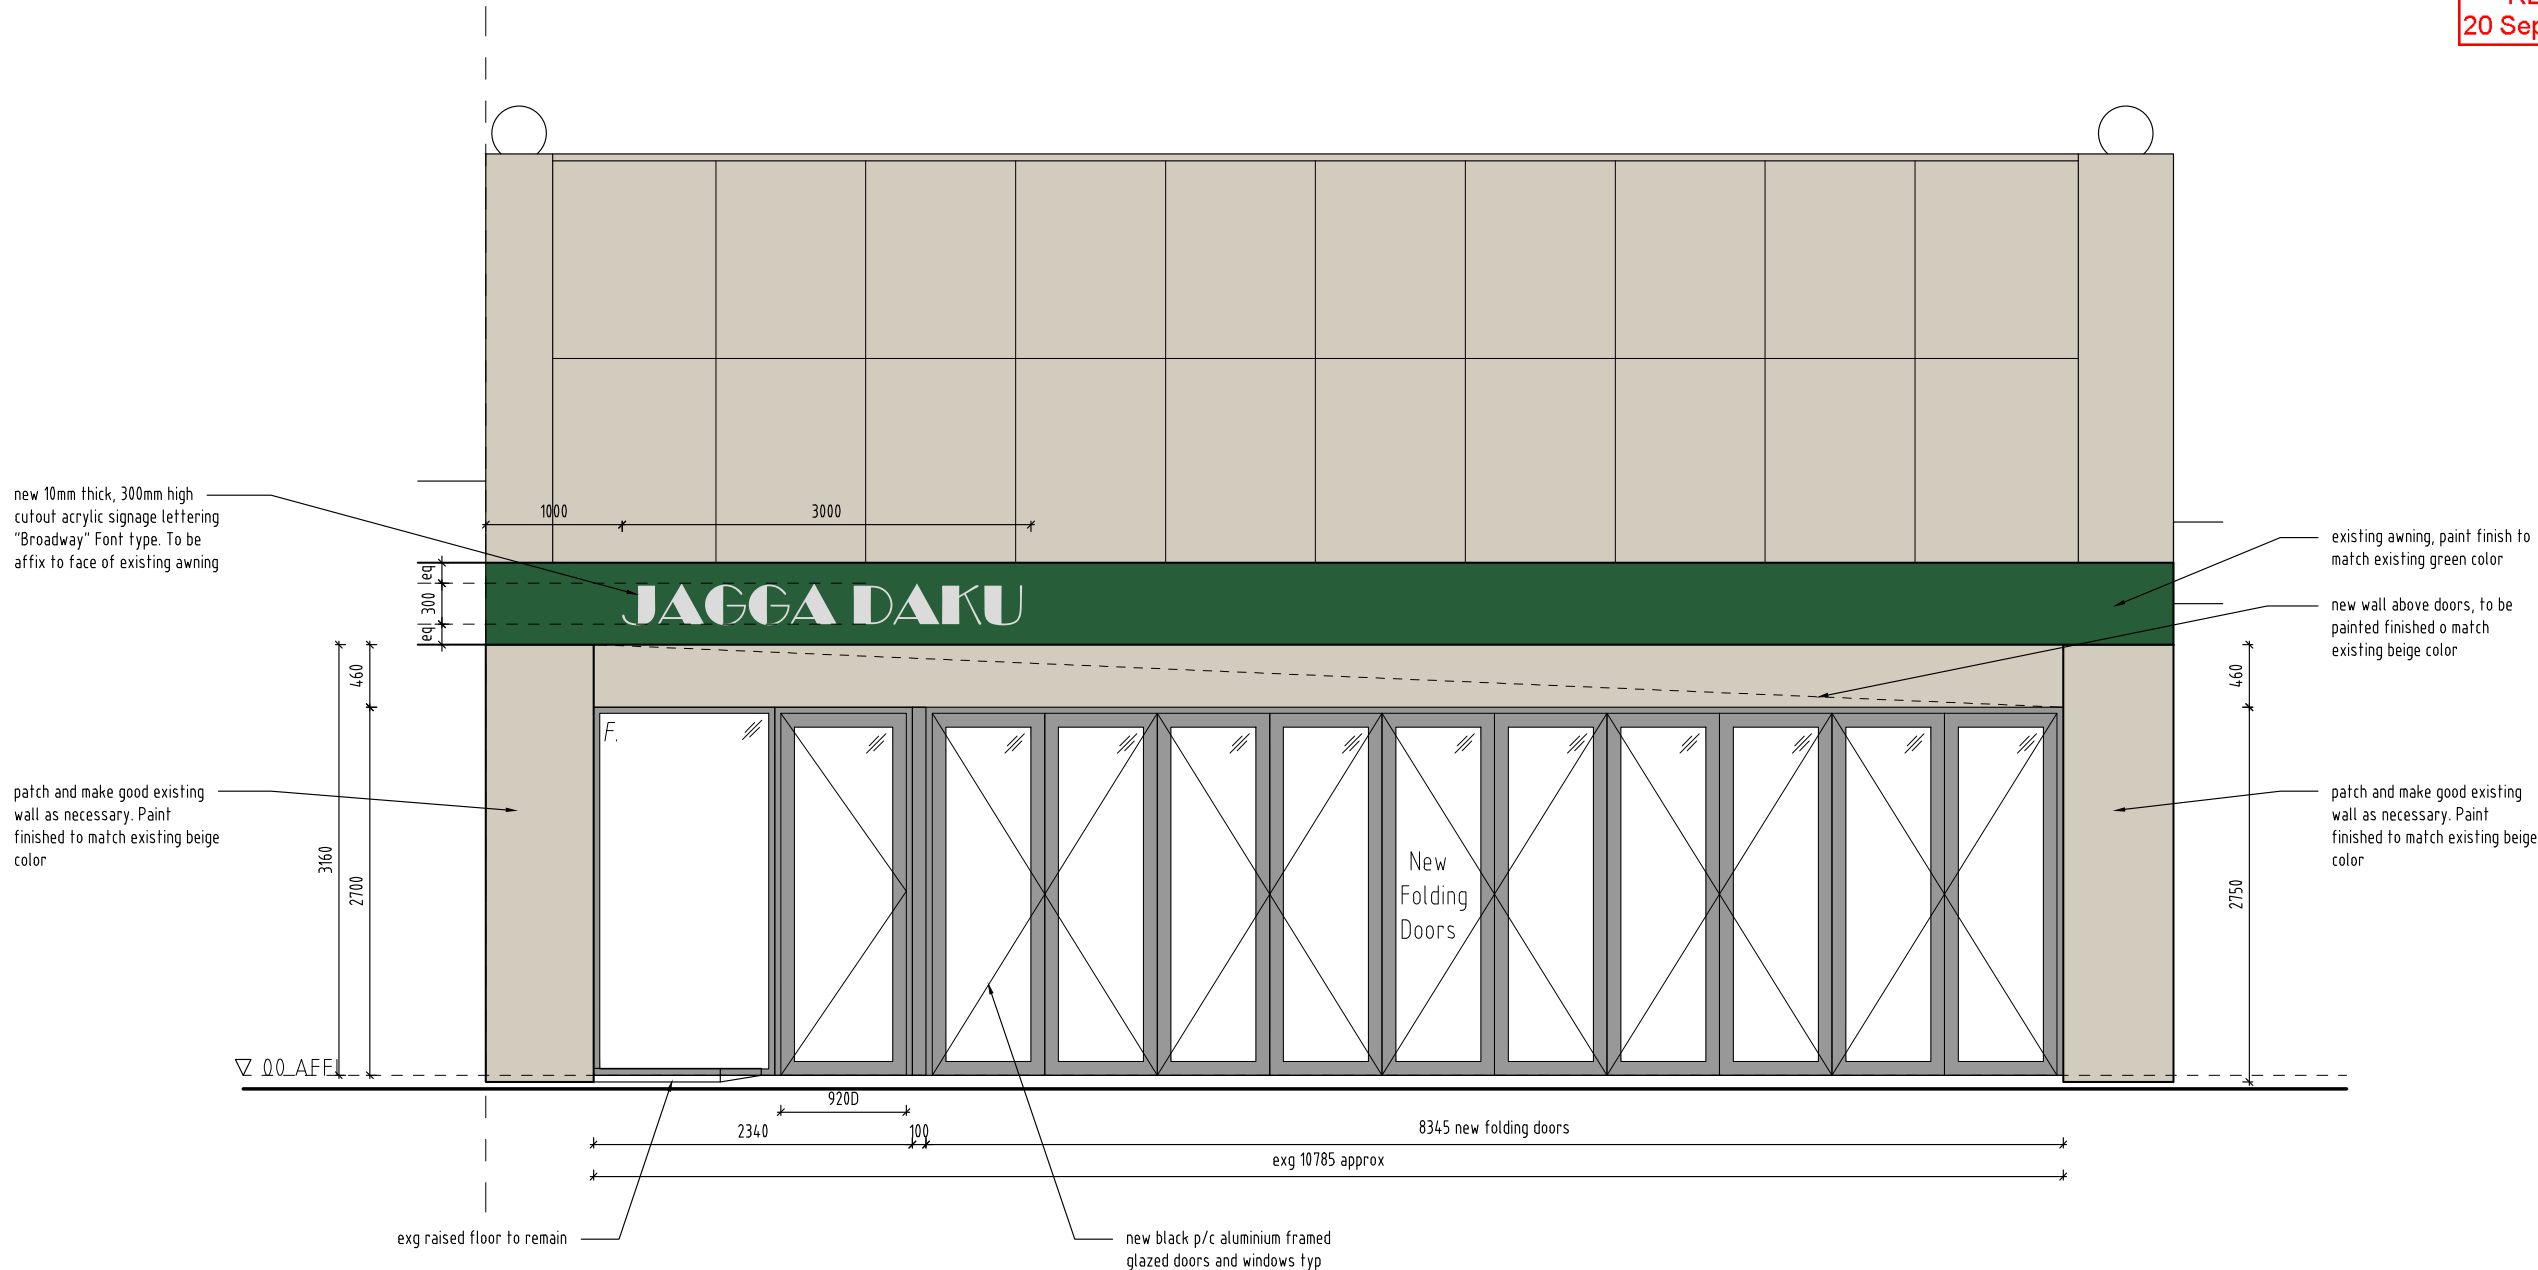 20 Sep
new 10mm thick, 300mm high
cutout acrylic signage lettering
"Broadway" Font type. To be
affix to face of existing awning
1000
3000
eq
300
eq
JAGGA DAKU
existing awning, paint finish to
match existing green color
new wall above doors, to be
painted finished o match
existing beige color
460
460
F.
patch and make good existing
wall as necessary. Paint
finished to match existing beige
color
3160
2700
New
Folding
Doors
patch and make good existing
wall as necessary. Paint
finished to match existing beige
color
2750
00 AFFL
920D
2340
100
8345 new folding doors
exg 10785 approx
exg raised floor to remain
new black p/c aluminium framed
glazed doors and windows typ